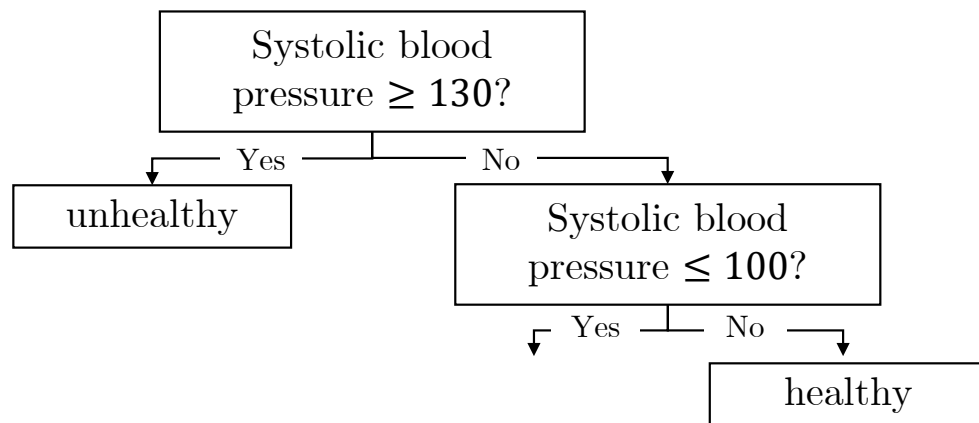 Systolic blood
pressure ≥ 130?
Yes
No
unhealthy
Systolic blood
pressure ≤ 100?
Yes
No
healthy